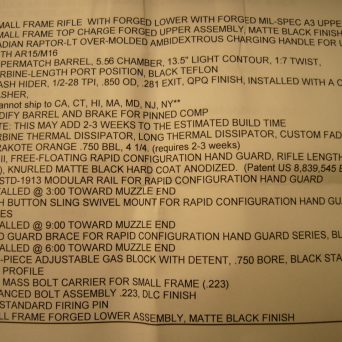 MALL FRAME RIFLE WITH FORGED LOWER WITH FORGED MIL-SPEC A3 UPPE
MALL FRAME TOP CHARGE FORGED UPPER ASSEMBLY, MATTE BLACK FINISH
ADIAN RAPTOR-LT OVER-MOLDED AMBIDEXTROUS CHARGING HANDLE FOR
TH AR15/M16
PERMATCH BARREL, 5.56 CHAMBER, 13.5" LIGHT CONTOUR, 1:7 TWIST,
RBINE-LENGTH PORT POSITION, BLACK TEFLON
ASH HIDER, 1/2-28 TPI, .850 OD, .281 EXIT, QPQ FINISH, INSTALLED WITH A C
ASHER,
annot ship to CA, CT, HI, MA, MD, NJ, NY**
DIFY BARREL AND BRAKE FOR PINNED COMP
TE: THIS MAY ADD 2-3 WEEKS TO THE ESTIMATED BUILD TIME
RBINE THERMAL DISSIPATOR, LONG THERMAL DISSIPATOR, CUSTOM FAD
RAKOTE ORANGE .750 BBL, 4 1/4, (requires 2-3 weeks)
II, FREE-FLOATING RAPID CONFIGURATION HAND GUARD, RIFLE LENGTH
), KNURLED MATTE BLACK HARD COAT ANODIZED. (Patent US 8,839,545 B
STD-1913 MODULAR RAIL FOR RAPID CONFIGURATION HAND GUARD
ALLED @ 3:00 TOWARD MUZZLE END
H BUTTON SLING SWIVEL MOUNT FOR RAPID CONFIGURATION HAND GUA
ES
ALLED @ 9:00 TOWARD MUZZLE END
D GUARD BRACE FOR RAPID CONFIGURATION HAND GUARD SERIES, BL
ALLED @ 6:00 TOWARD MUZZLE END
-PIECE ADJUSTABLE GAS BLOCK WITH DETENT, .750 BORE, BLACK STA
PROFILE
MASS BOLT CARRIER FOR SMALL FRAME (.223)
ANCED BOLT ASSEMBLY .223, DLC FINISH
STANDARD FIRING PIN
ALL FRAME FORGED LOWER ASSEMBLY, MATTE BLACK FINISH